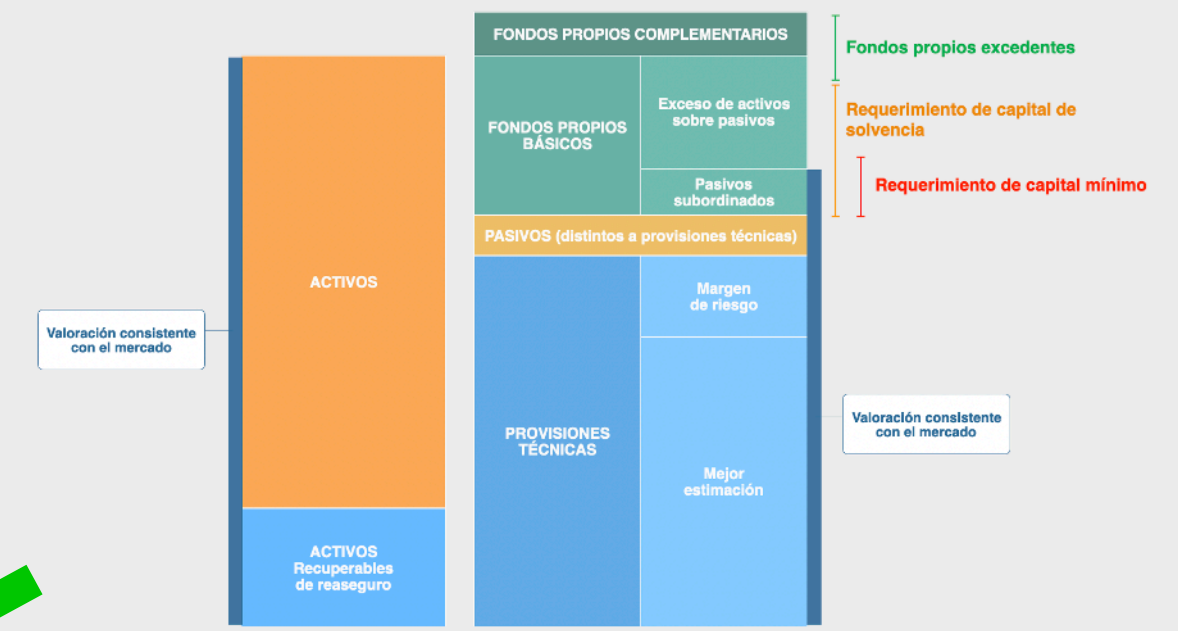 FONDOS PROPIOS COMPLEMENTARIOS
Fondos propios excedentes
FONDOS PROPIOS
BÁSICOS
Exceso de activos
sobre pasivos
Requerimiento de capital de
solvencia
Pasivos
subordinados
Requerimiento de capital mínimo
PASIVOS (distintos a provisiones técnicas)
ACTIVOS
Margen
de riesgo
Valoración consistente
con el mercado
PROVISIONES
TÉCNICAS
Mejor
estimación
Valoración consistente
con el mercado
ACTIVOS
Recuperables
de reaseguro